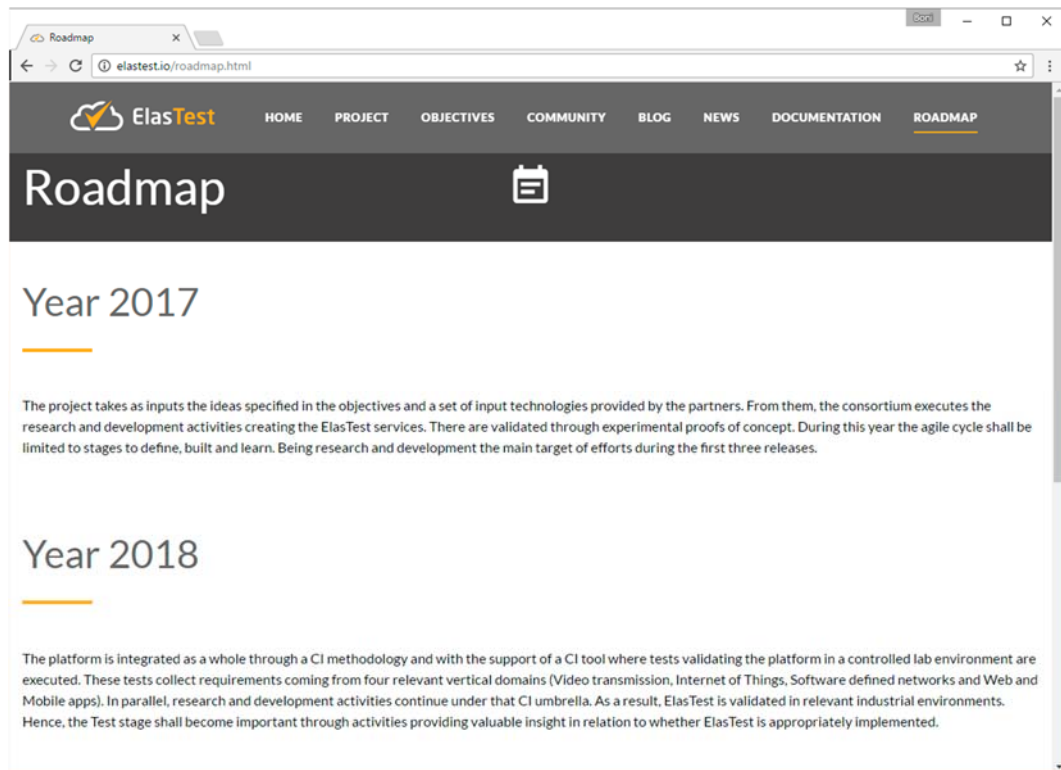 Boni
Roadmap
elastest.io/roadmap.html
ElasTest HOME PROJECT OBJECTIVES COMMUNITY BLOG NEWS DOCUMENTATION ROADMAP
Roadmap
Year 2017
The project takes as inputs the ideas specified in the objectives and a set of input technologies provided by the partners. From them, the consortium executes the
research and development activities creating the ElasTest services. There are validated through experimental proofs of concept. During this year the agile cycle shall be
limited to stages to define, built and learn. Being research and development the main target of efforts during the first three releases.
Year 2018
The platform is integrated as a whole through a CI methodology and with the support of a CI tool where tests validating the platform in a controlled lab environment are
executed. These tests collect requirements coming from four relevant vertical domains (Video transmission, Internet of Things, Software defined networks and Web and
Mobile apps). In parallel, research and development activities continue under that CI umbrella. As a result, ElasTest is validated in relevant industrial environments.
Hence, the Test stage shall become important through activities providing valuable insight in relation to whether ElasTest is appropriately implemented.